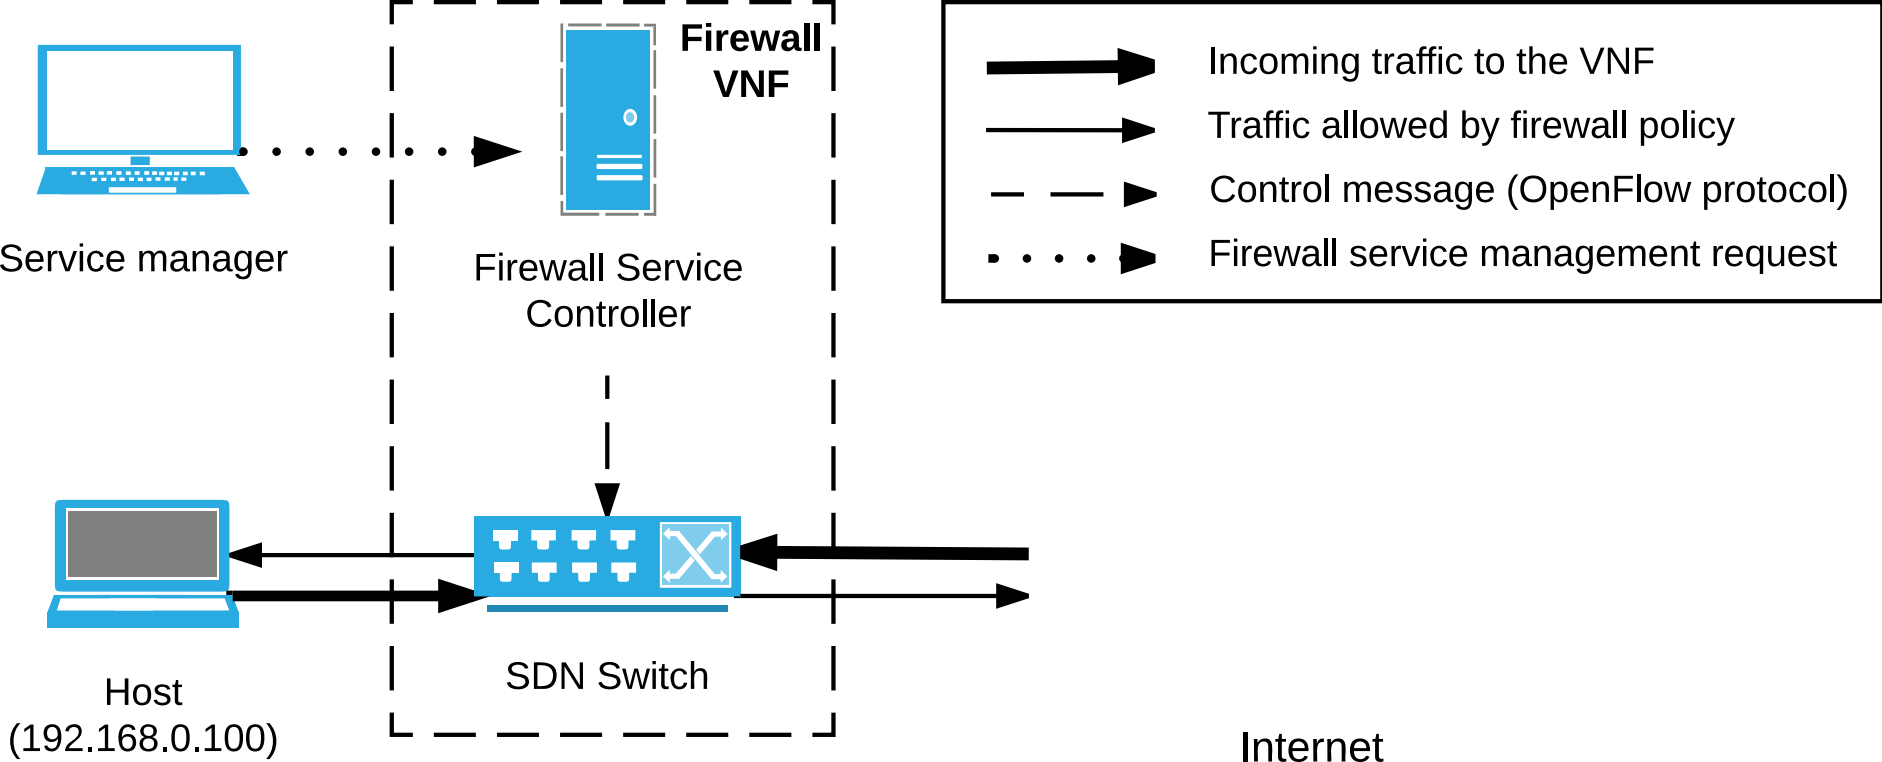 Firewall
VNF
Service manager
Firewall Service
Controller
Incoming traffic to the VNF
Traffic allowed by firewall policy
Control message (OpenFlow protocol)
Firewall service management request
SDN Switch
Host
(192.168.0.100)
Internet